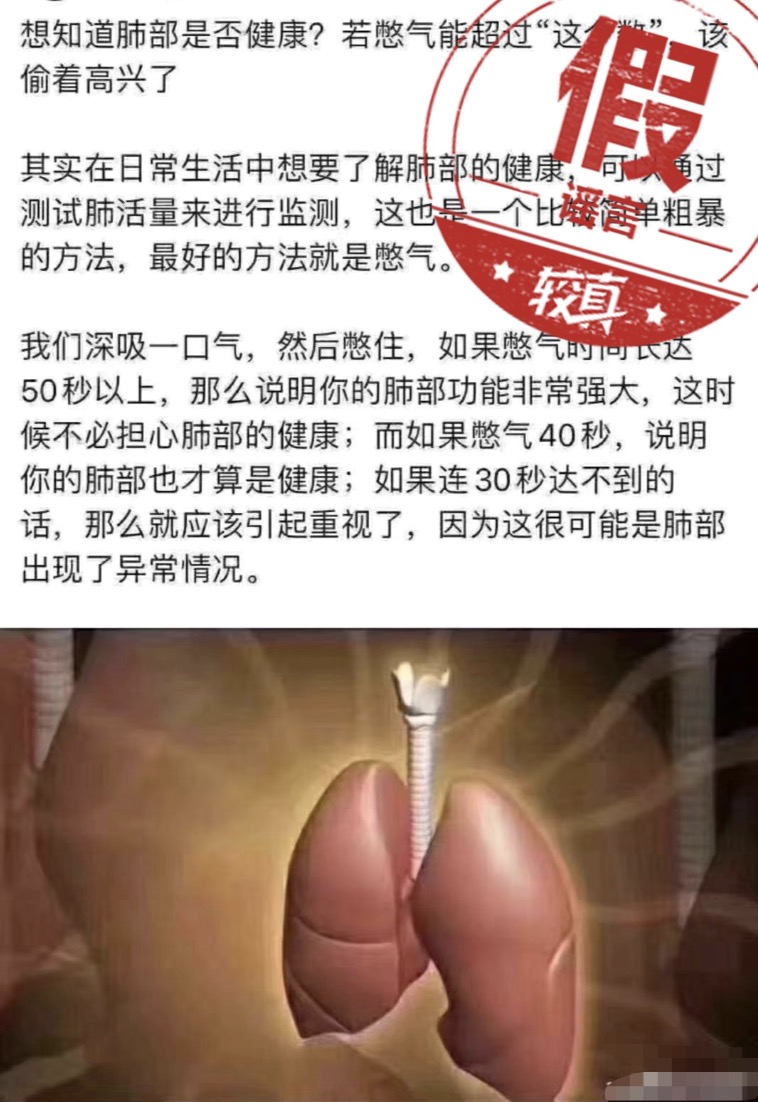 想知道肺部是否健康？若憋气能超过“这个数”，该
偷着高兴了
其实在日常生活中想要了解肺部的健康，可以通过
测试肺活量来进行监测，这也是一个比较简单粗暴
的方法，最好的方法就是憋气。
我们深吸一口气，然后憋住，如果憋气时间长达
50秒以上，那么说明你的肺部功能非常强大，这时
候不必担心肺部的健康；而如果憋气40秒，说明
你的肺部也才算是健康；如果连30秒达不到的
话，那么就应该引起重视了，因为这很可能是肺部
出现了异常情况。
假
谣言
较真